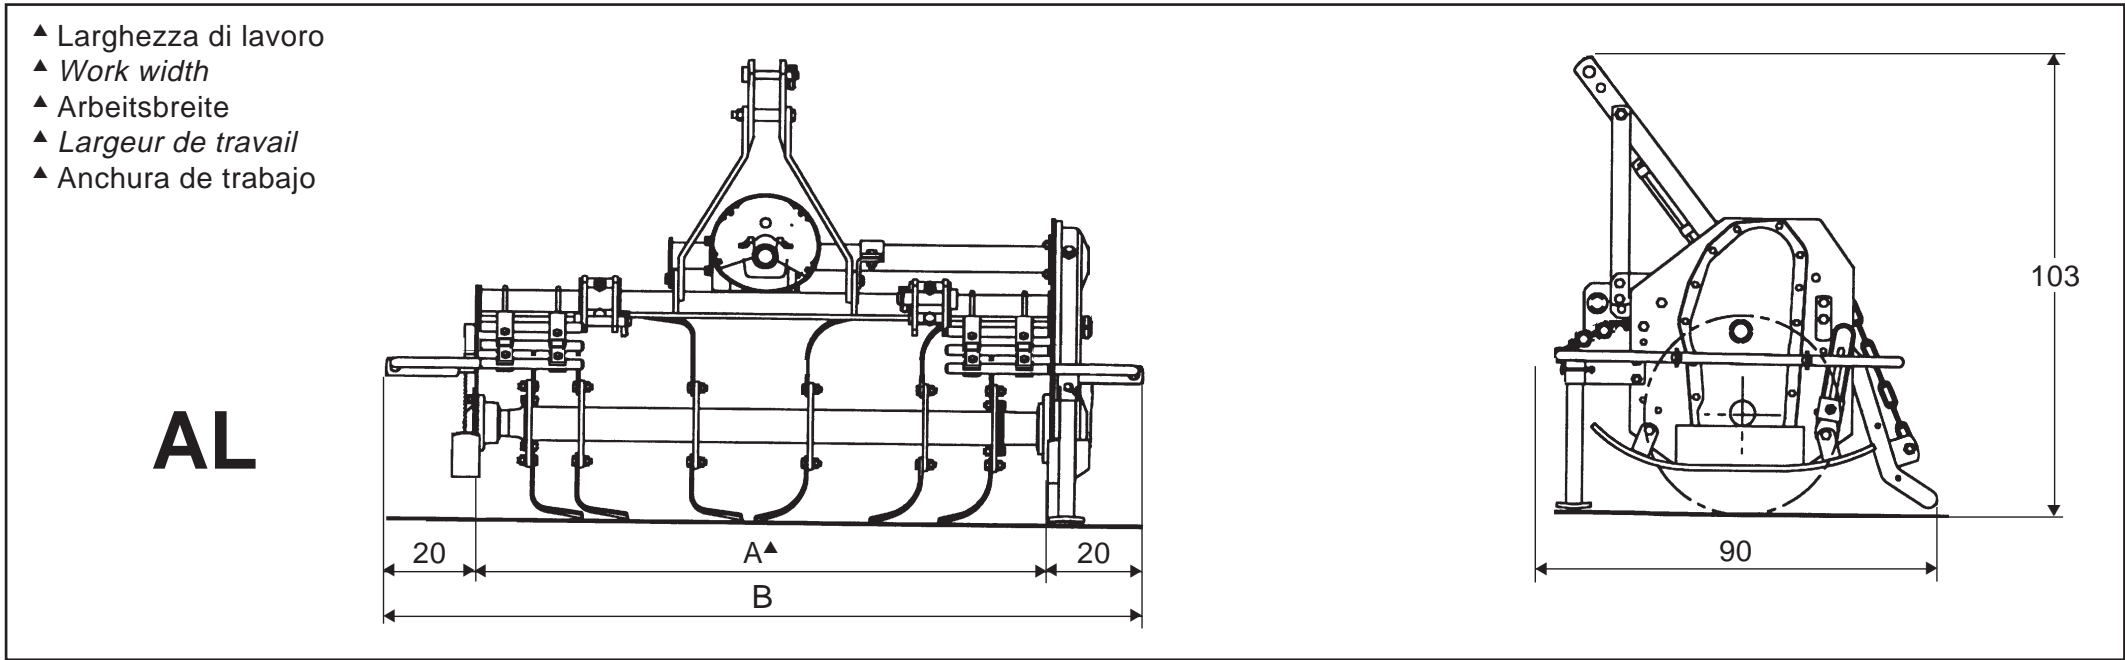 ▲ Larghezza di lavoro
▲ Work width
▲ Arbeitsbreite
▲ Largeur de travail
▲ Anchura de trabajo
AL
103
20 A▲ 20
B
90